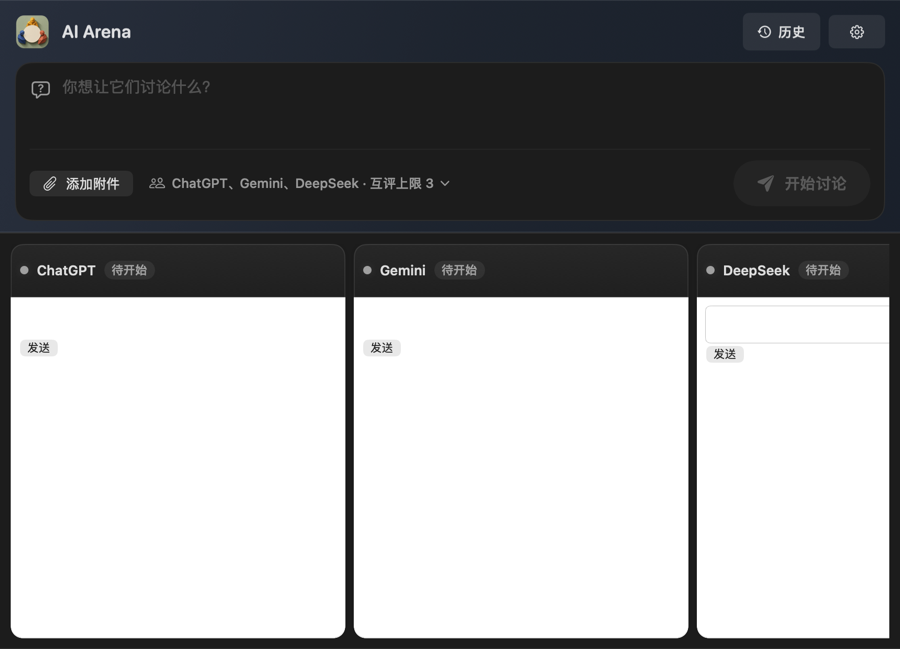 AI Arena
历史
你想让它们讨论什么?
添加附件
ChatGPT、Gemini、DeepSeek · 互评上限 3
开始讨论
ChatGPT 待开始
Gemini 待开始
DeepSeek 待开始
发送
发送
发送